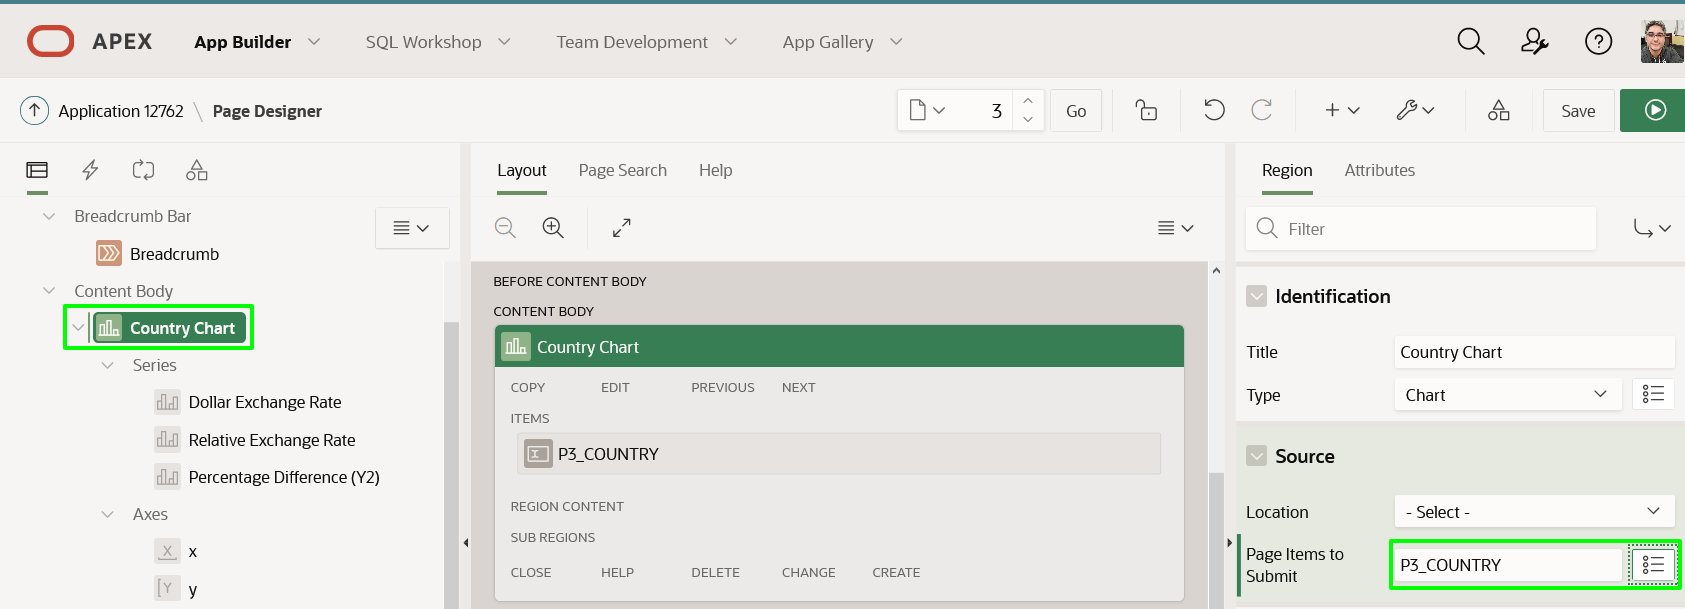 APEX App Builder SQL Workshop Team Development App Gallery
Application 12762 \ Page Designer 3 Go Save
Layout Page Search Help
Region Attributes
Breadcrumb Bar
Breadcrumb
Content Body
Country Chart
Series
Dollar Exchange Rate
Relative Exchange Rate
Percentage Difference (Y2)
Axes
X x
Y y
BEFORE CONTENT BODY
CONTENT BODY
Country Chart
COPY EDIT PREVIOUS NEXT
ITEMS
P3_COUNTRY
REGION CONTENT
SUB REGIONS
CLOSE HELP DELETE CHANGE CREATE
Filter
Identification
Title Country Chart
Type Chart
Source
Location - Select -
Page Items to
Submit
P3_COUNTRY